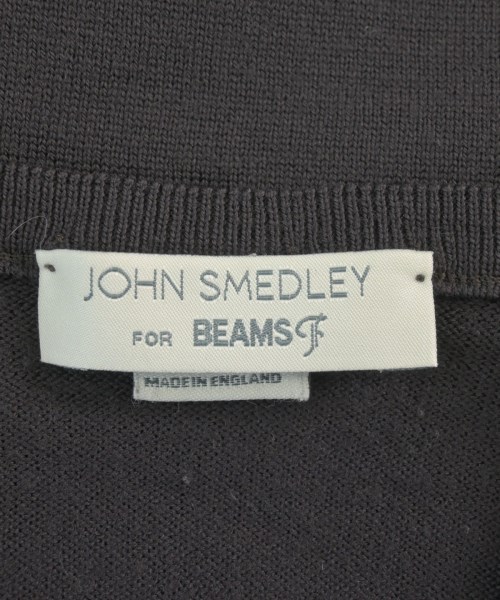 JOHN SMEDLEY
FOR BEAMS F
MADE IN ENGLAND